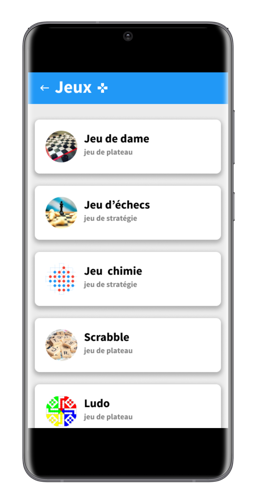 Jeux
Jeu de dame
jeu de plateau
Jeu d'échecs
jeu de stratégie
Jeu chimie
jeu de stratégie
Scrabble
jeu de plateau
Ludo
jeu de plateau